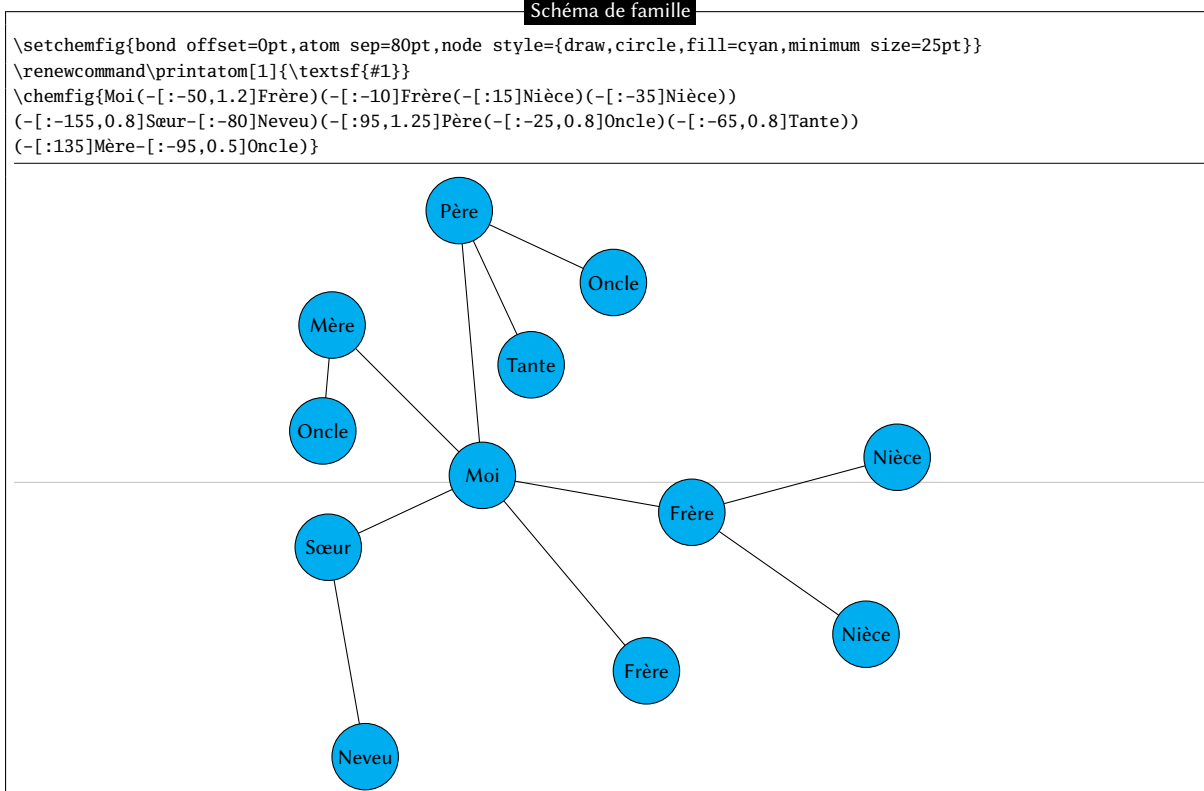 Schéma de famille
\setchemfig{bond offset=0pt,atom sep=80pt,node style={draw,circle,fill=cyan,minimum size=25pt}}
\renewcommand\printatom[1]{\textsf{#1}}
\chemfig{Moi(-[:-50,1.2]Frère)(-[:-10]Frère(-[:15]Nièce)(-[:-35]Nièce))
(-[:-155,0.8]Sœur-[:-80]Neveu)(-[:95,1.25]Père(-[:-25,0.8]Oncle)(-[:-65,0.8]Tante))
(-[:135]Mère-[:-95,0.5]Oncle)}
Père
Oncle
Mère
Tante
Oncle
Nièce
Moi
Frère
Sœur
Nièce
Frère
Neveu